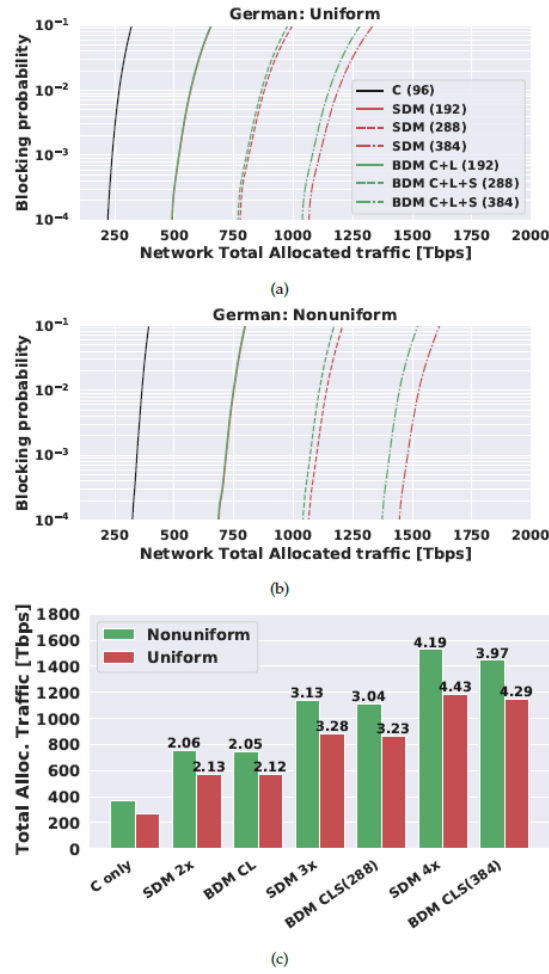 German: Uniform
Blocking probability
10⁻¹
10⁻²
10⁻³
10⁻⁴
C (96)
SDM (192)
SDM (288)
SDM (384)
BDM C+L (192)
BDM C+L+S (288)
BDM C+L+S (384)
250 500 750 1000 1250 1500 1750 2000
Network Total Allocated traffic [Tbps]
(a)
German: Nonuniform
Blocking probability
10⁻¹
10⁻²
10⁻³
10⁻⁴
250 500 750 1000 1250 1500 1750 2000
Network Total Allocated traffic [Tbps]
(b)
Total Alloc. Traffic [Tbps]
1800
1600
1400
1200
1000
800
600
400
200
0
Nonuniform
Uniform
2.06
2.13
2.05
2.12
3.13
3.28
3.04
3.23
4.19
4.43
3.97
4.29
C only
SDM 2x
BDM CL
SDM 3x
BDM CLS(288)
SDM 4x
BDM CLS(384)
(c)